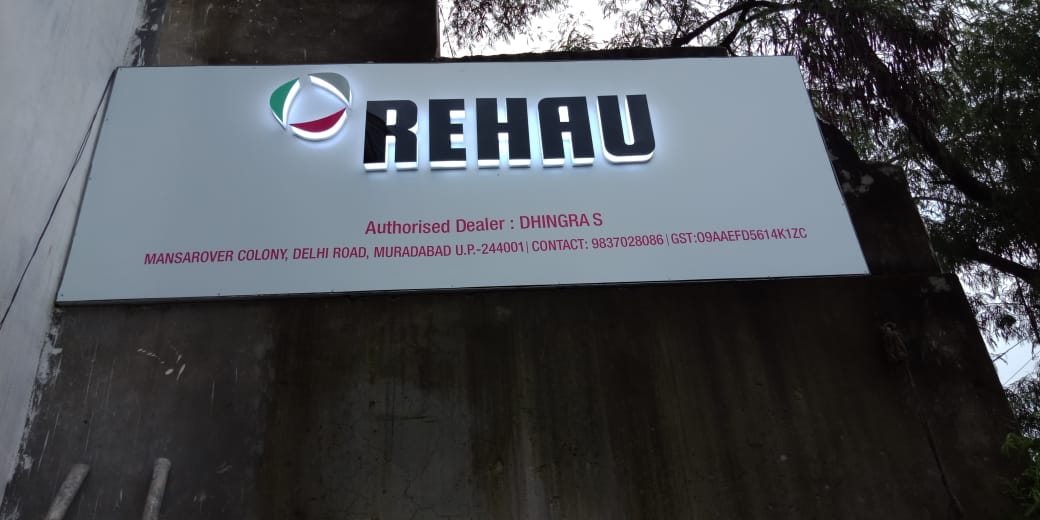 REHAU
Authorised Dealer : DHINGRA S
MANSAROVER COLONY, DELHI ROAD, MURADABAD U.P.-244001| CONTACT: 9837028086 | GST:09AAEFD5614K1ZC